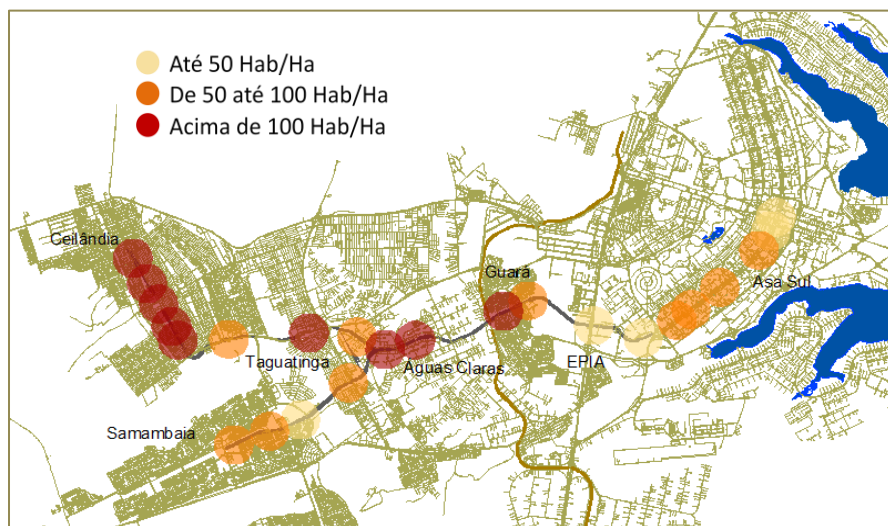 Até 50 Hab/Ha
De 50 até 100 Hab/Ha
Acima de 100 Hab/Ha
Ceilândia
Guará
Asa Sul
Taguatinga
Águas Claras
EPIA
Samambaia